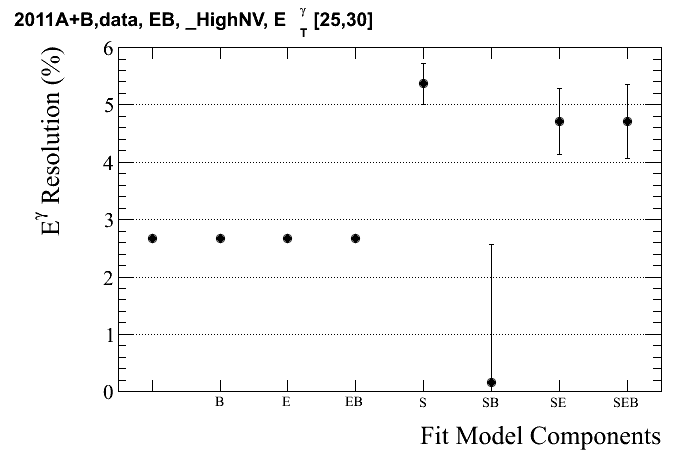 2011A+B,data, EB, _HighNV, E γ T [25,30]
E^γ Resolution (%)
6
5
4
3
2
1
0
B E EB S SB SE SEB
Fit Model Components